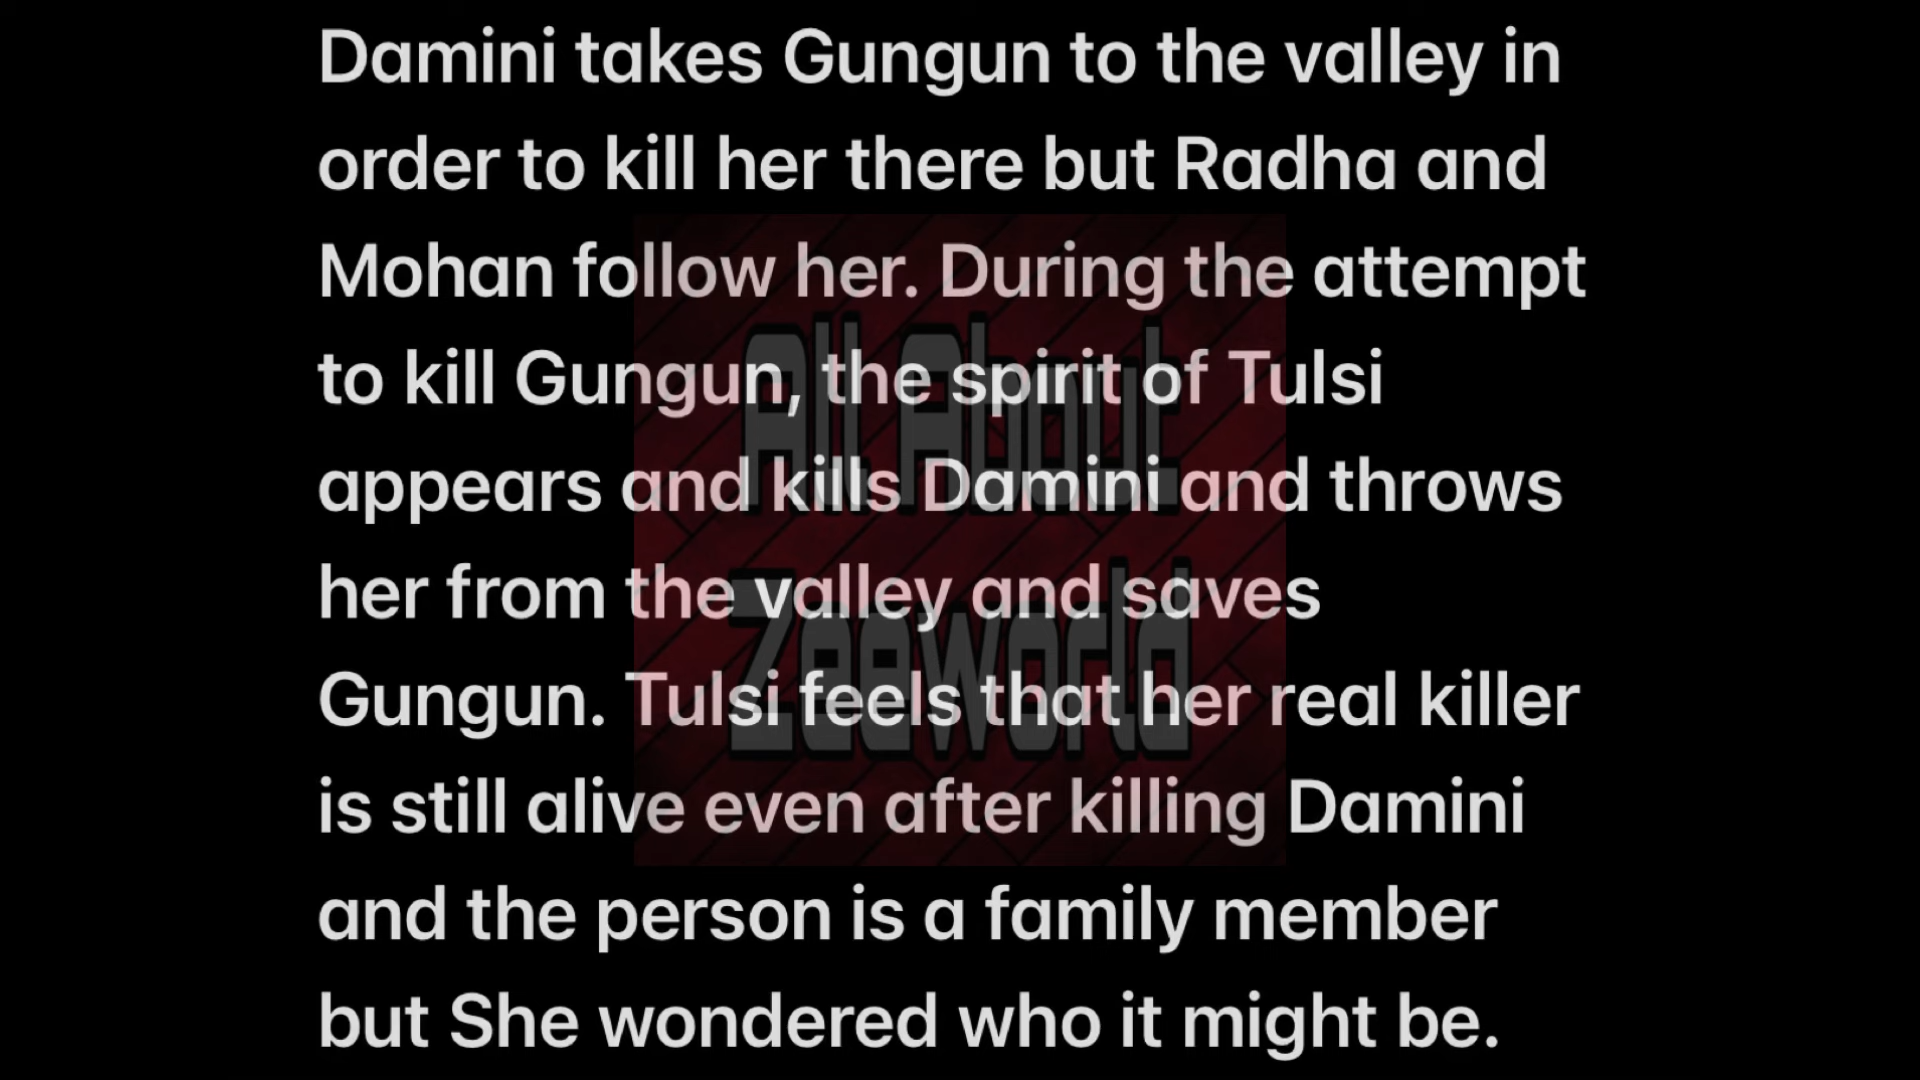 Damini takes Gungun to the valley in
order to kill her there but Radha and
Mohan follow her. During the attempt
to kill Gungun, the spirit of Tulsi
appears and kills Damini and throws
her from the valley and saves
Gungun. Tulsi feels that her real killer
is still alive even after killing Damini
and the person is a family member
but She wondered who it might be.
All About
Zeeworld